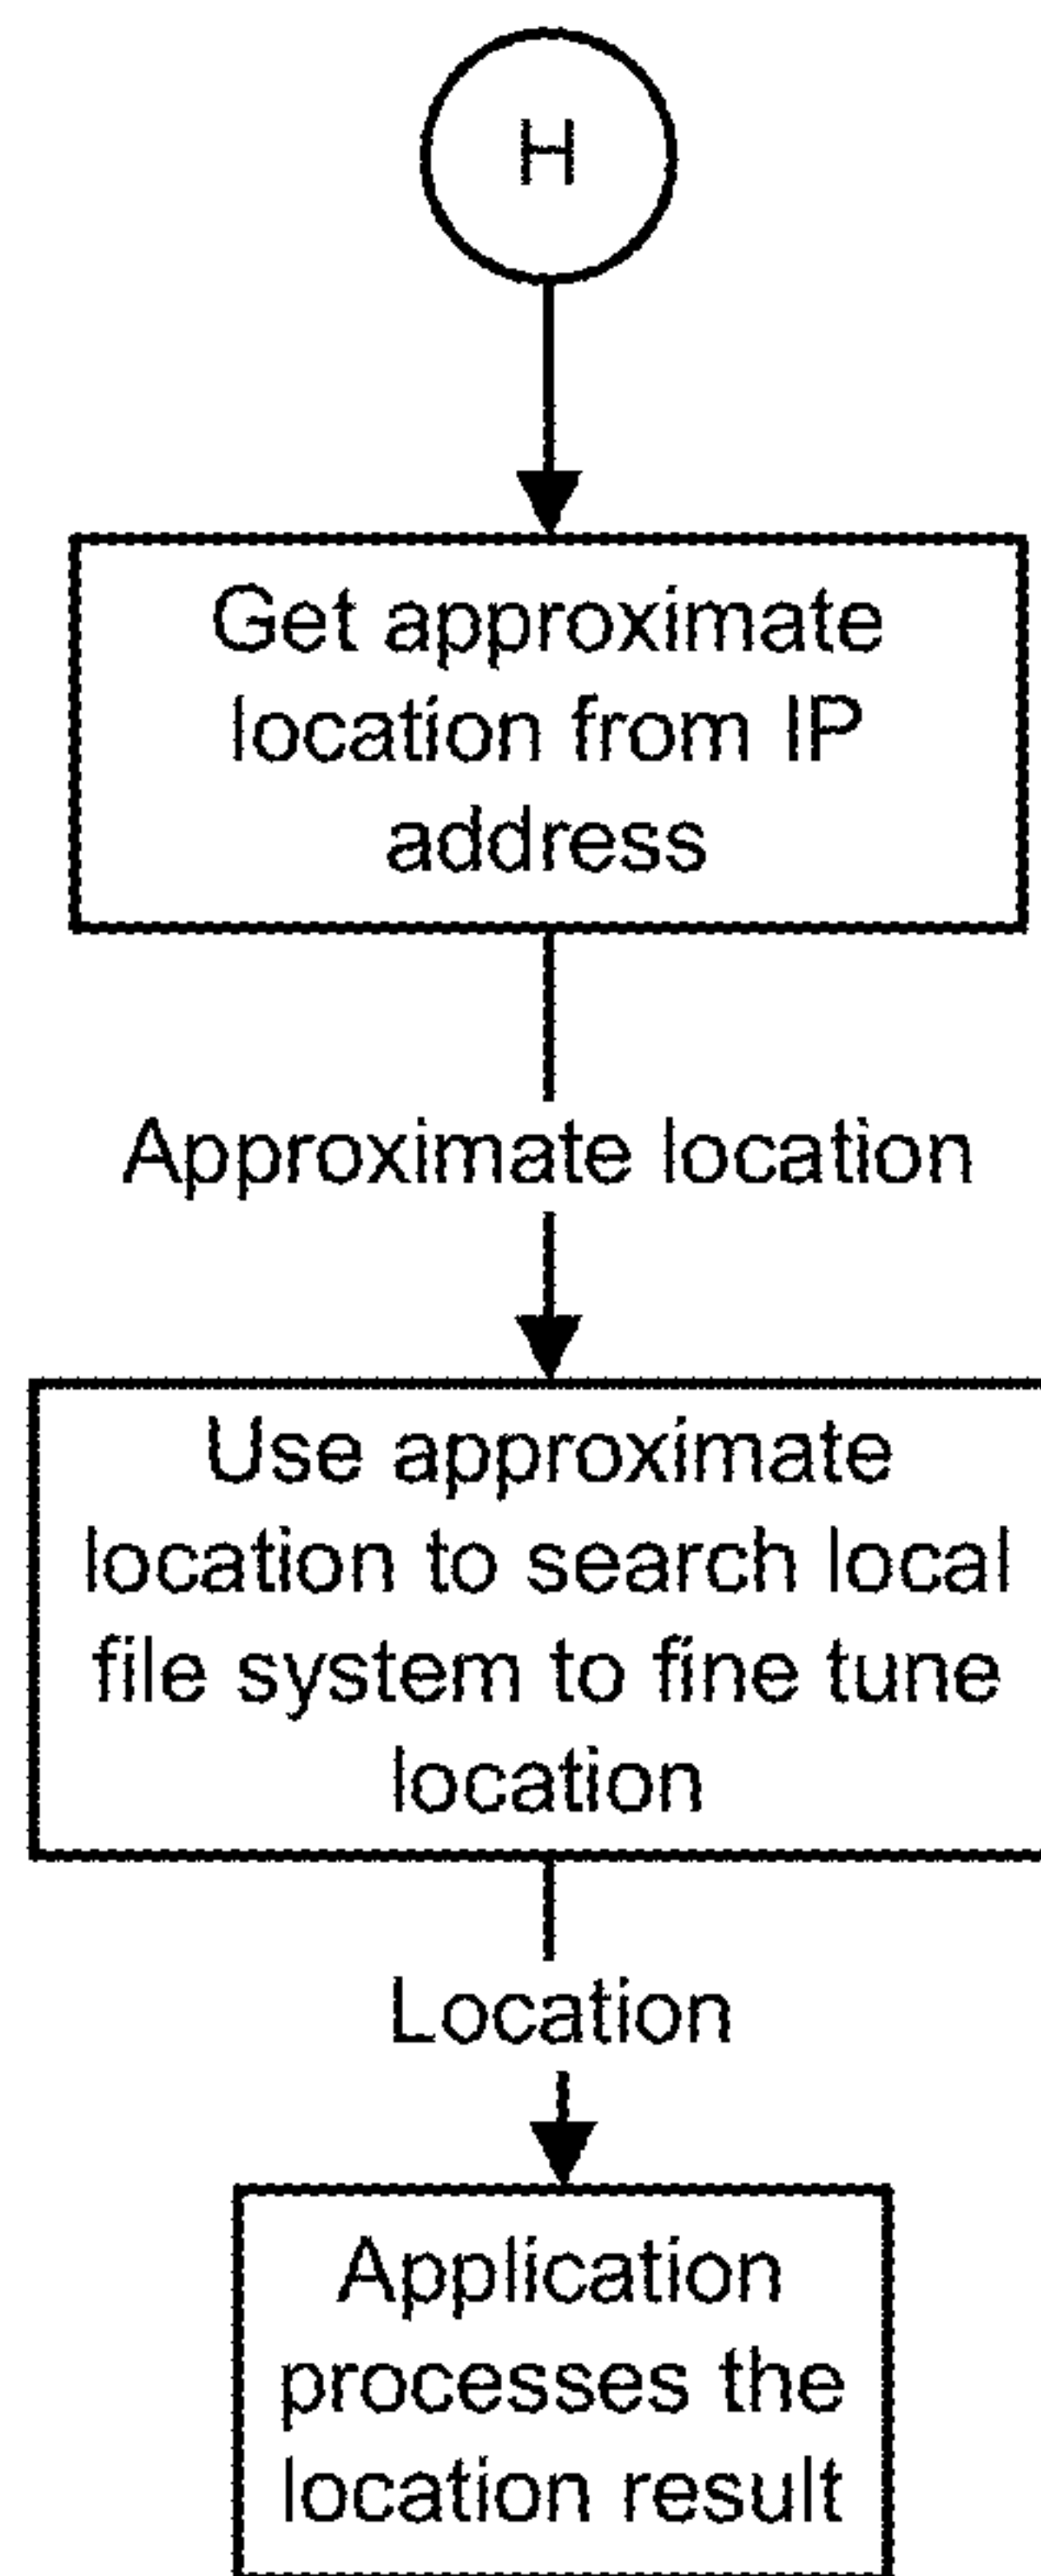 H
Get approximate
location from IP
address
Approximate location
Use approximate
location to search local
file system to fine tune
location
Location
Application
processes the
location result